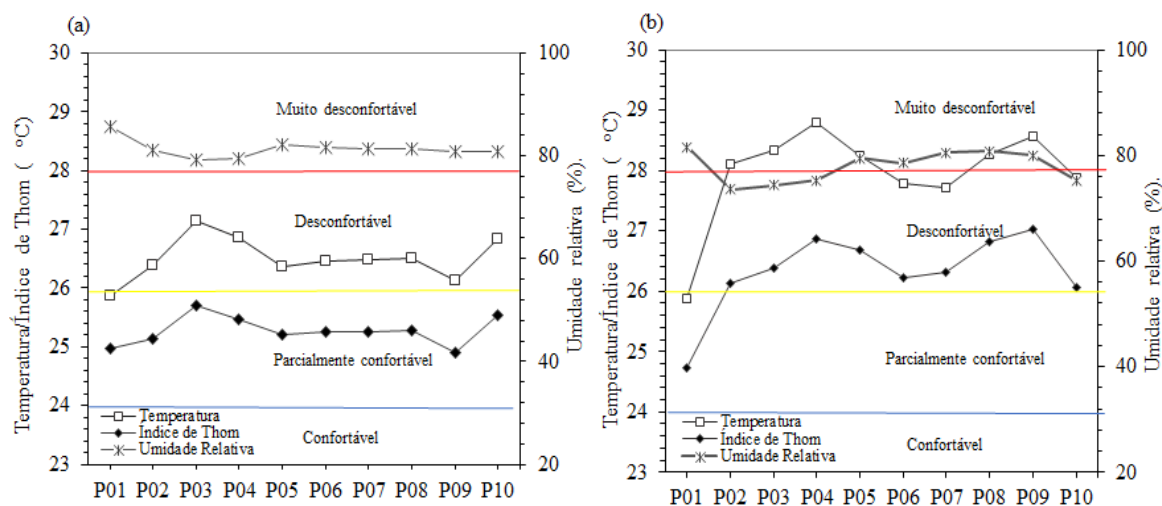 (a)
30
29
28
27
26
25
24
23
Temperatura/Índice de Thom ( °C)
100
80
60
40
20
Umidade relativa (%).
Muito desconfortável
Desconfortável
Parcialmente confortável
Confortável
Temperatura
Índice de Thom
Umidade Relativa
P01 P02 P03 P04 P05 P06 P07 P08 P09 P10
(b)
30
29
28
27
26
25
24
23
Temperatura/Índice de Thom ( °C)
100
80
60
40
20
Umidade relativa (%).
Muito desconfortável
Desconfortável
Parcialmente confortável
Confortável
Temperatura
Índice de Thom
Umidade Relativa
P01 P02 P03 P04 P05 P06 P07 P08 P09 P10